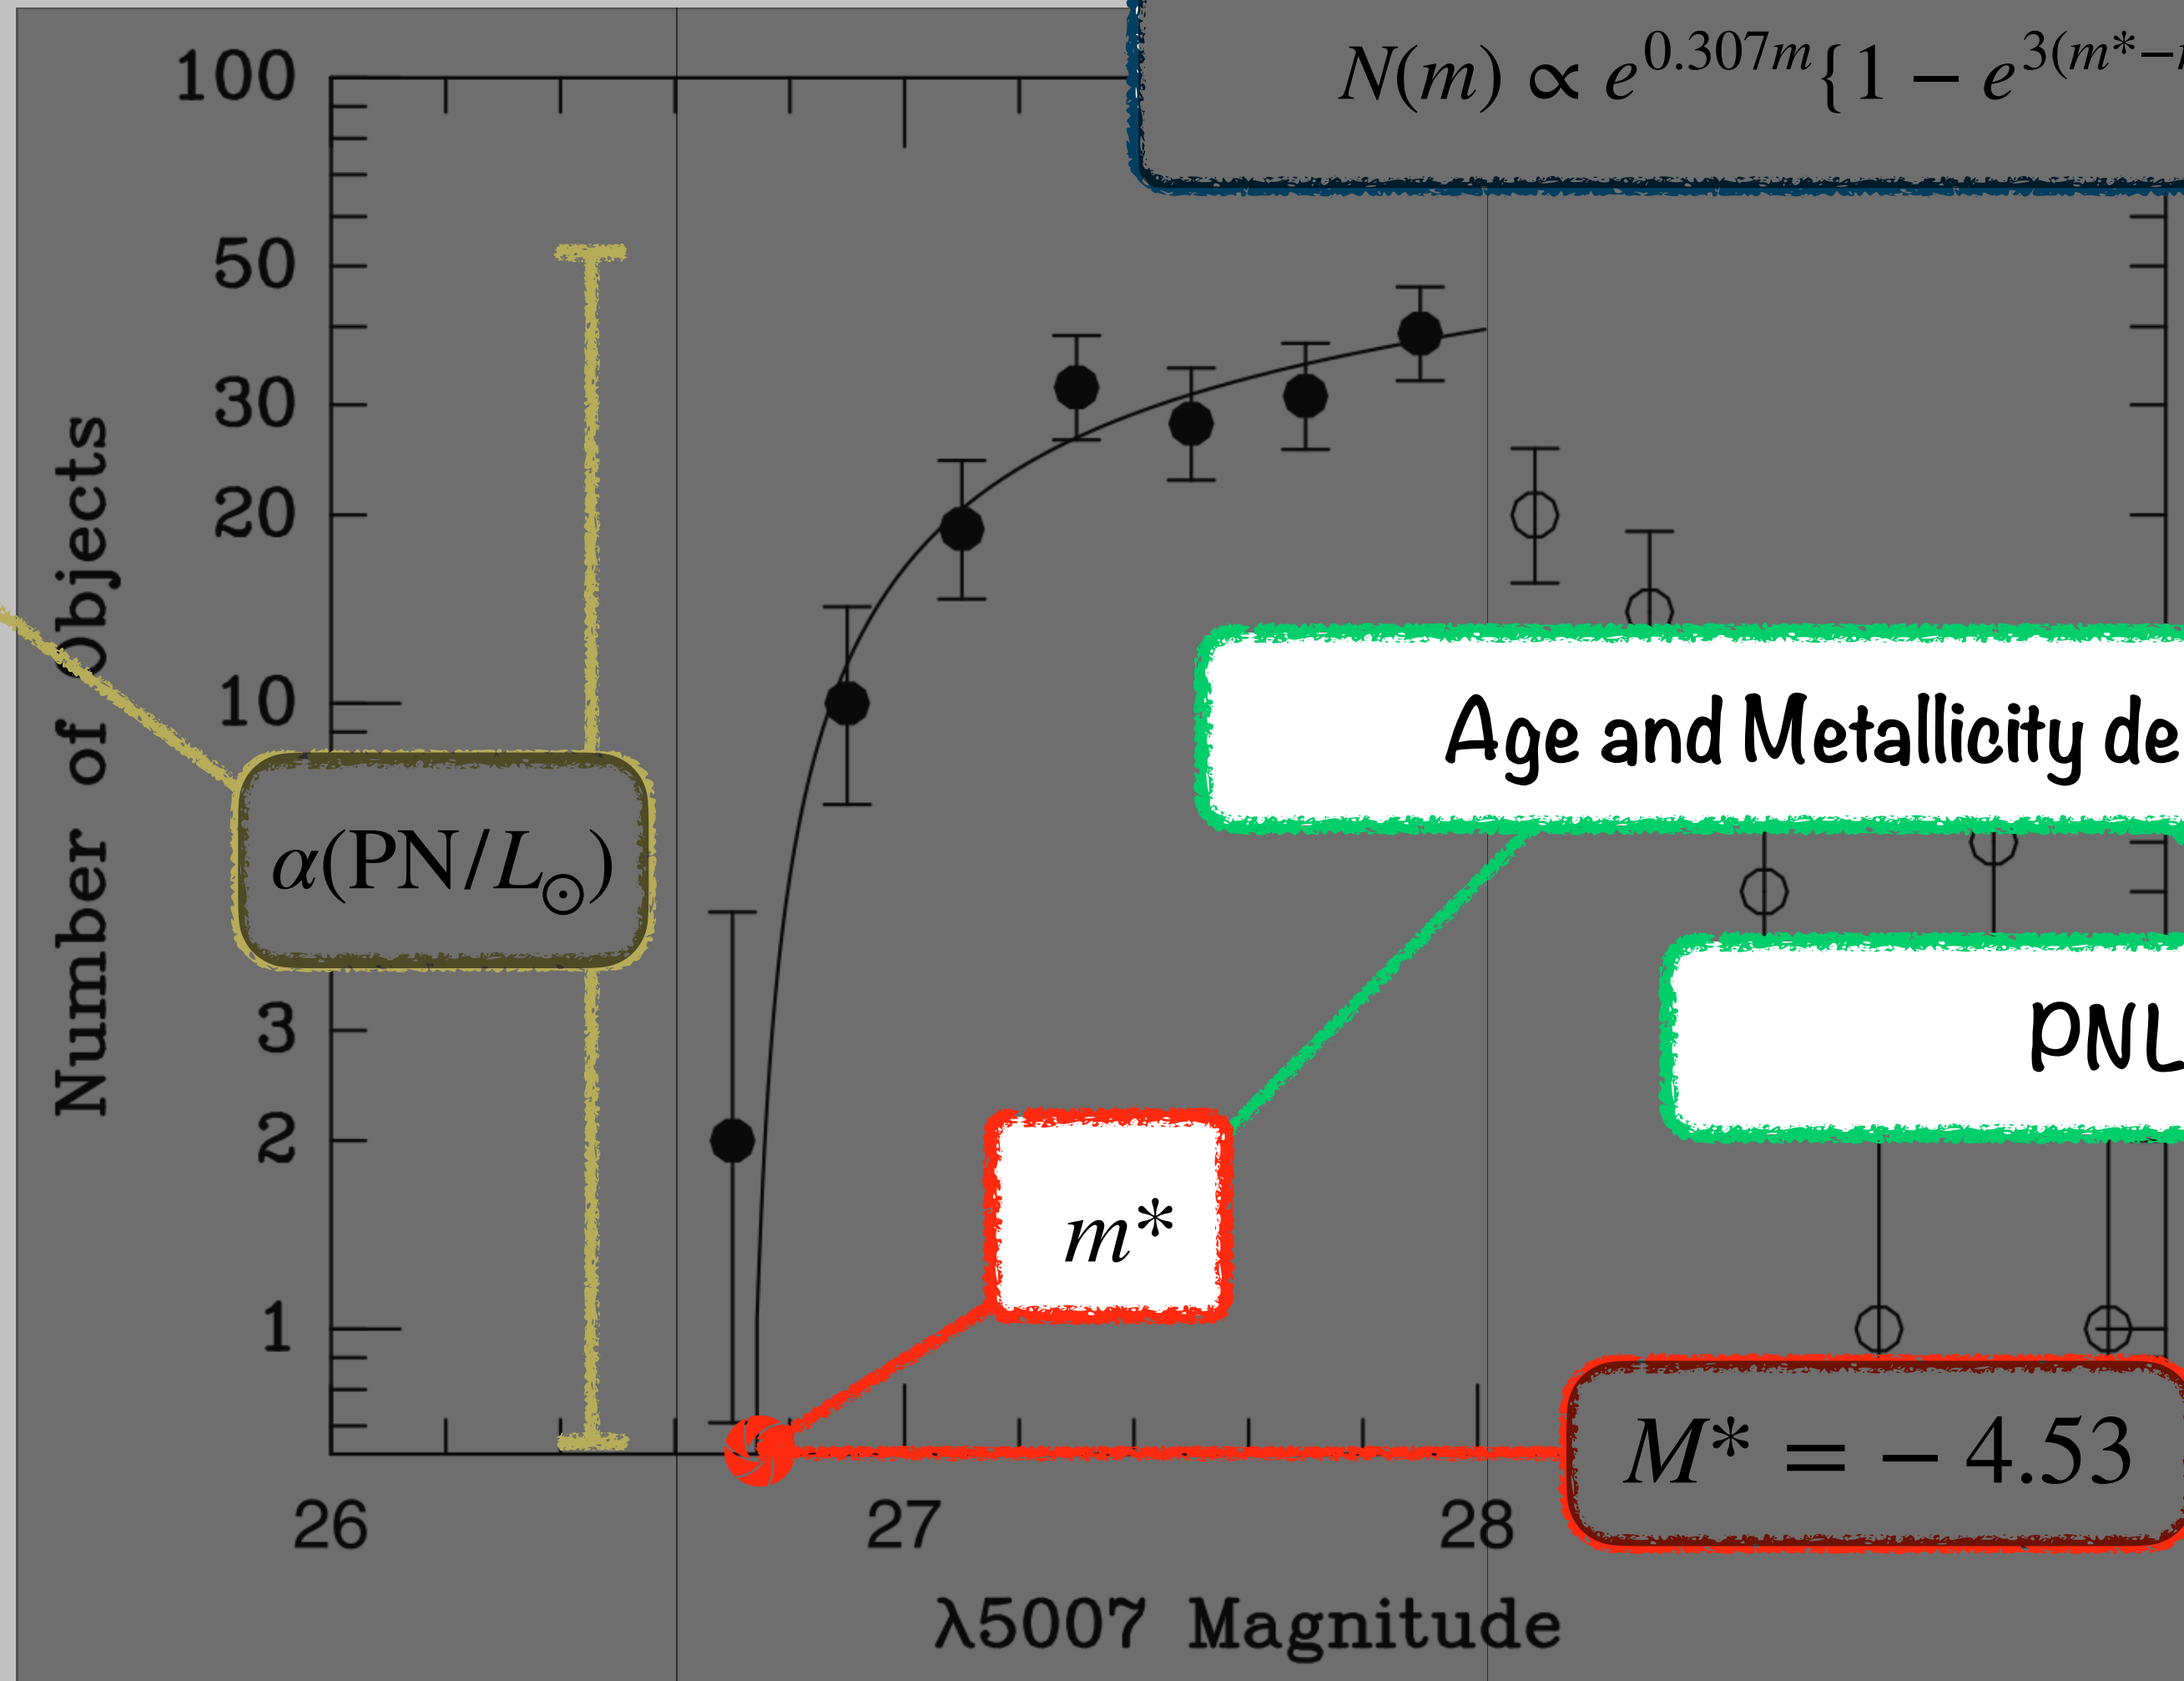 N(m) ∝ e^{0.307m} {1 − e^{3(m*−
100
50
30
20
10
3
2
1
Number of Objects
α(PN/L⊙)
Age and Metallicity de
PNL
m*
M* = − 4.53
26
27
28
λ5007 Magnitude